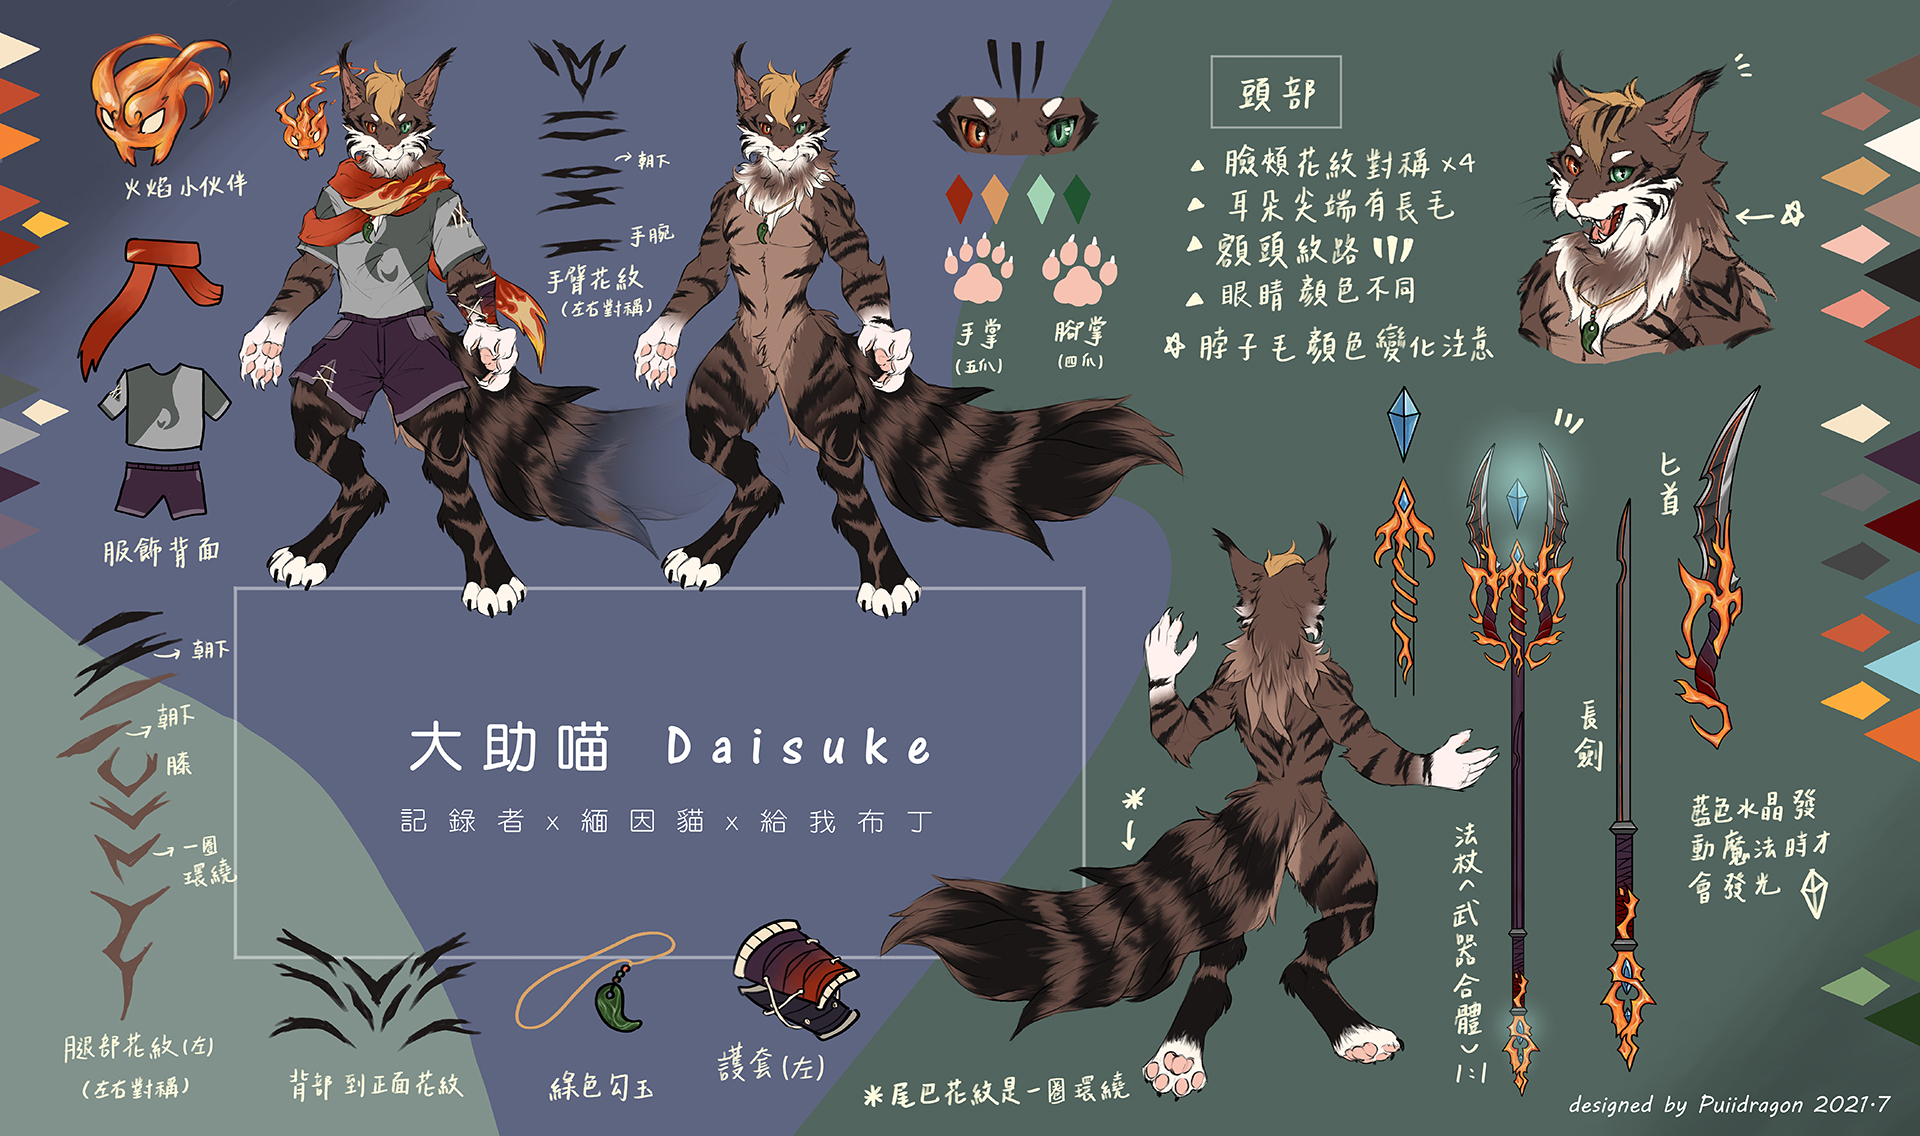 火焰小伙伴
服飾背面
朝下
手腕
手臂花紋
(左右對稱)
手掌
(五爪)
腳掌
(四爪)
頭部
臉頰花紋對稱 x4
耳朵尖端有長毛
額頭紋路
眼睛顏色不同
脖子毛顏色變化注意
匕首
長劍
法杖(武器合體)1:1
藍色水晶發
動魔法時才
會發光
大助喵 Daisuke
記錄者x緬因貓x給我布丁
朝下
朝下
膝
一圈
環繞
腿部花紋(左)
(左右對稱)
背部到正面花紋
綠色勾玉
護套(左)
*尾巴花紋是一圈環繞
designed by Puiidragon 2021.7